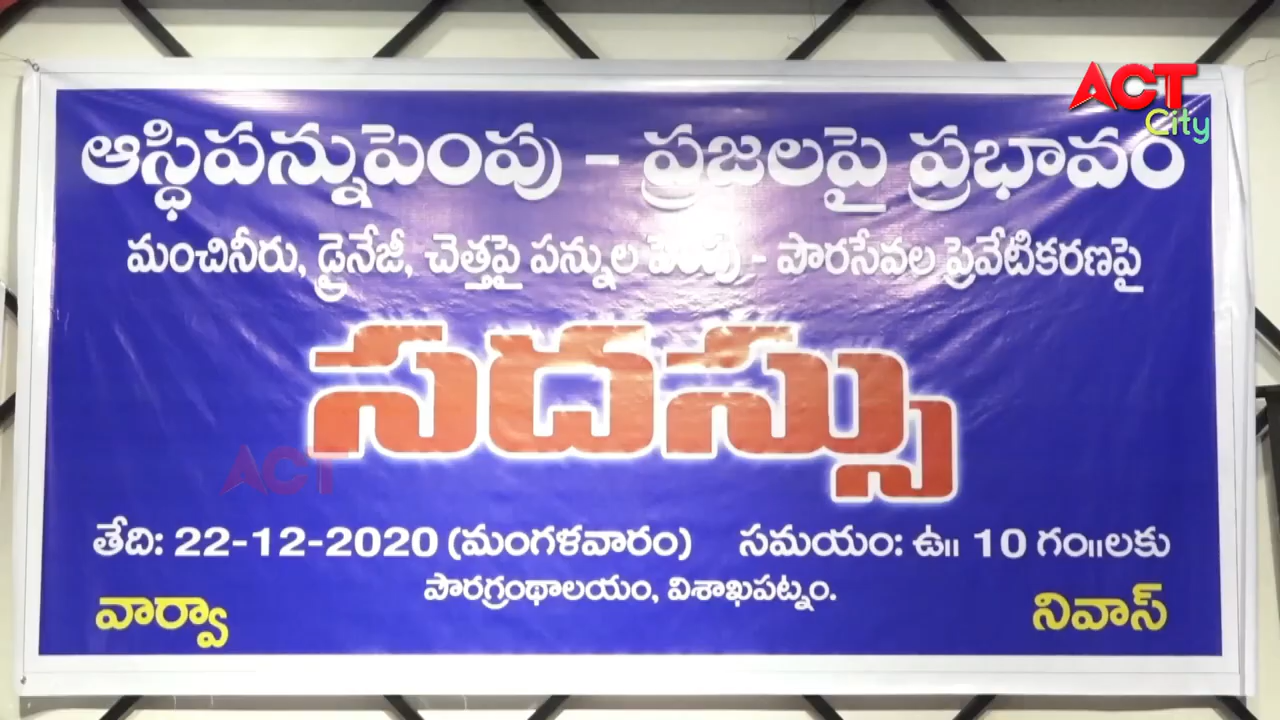 ACT
City
ఆస్ధిపన్నుపెంపు - ప్రజలపై ప్రభావం
మంచినీరు, డ్రైనేజీ, చెత్తపై పన్నుల పెంపు - పౌరసేవల ప్రైవేటికరణపై
సదస్సు
ACT
తేది: 22-12-2020 (మంగళవారం) సమయం: ఉ॥ 10 గం॥లకు
పౌరగ్రంథాలయం, విశాఖపట్నం.
వార్వా నివాస్